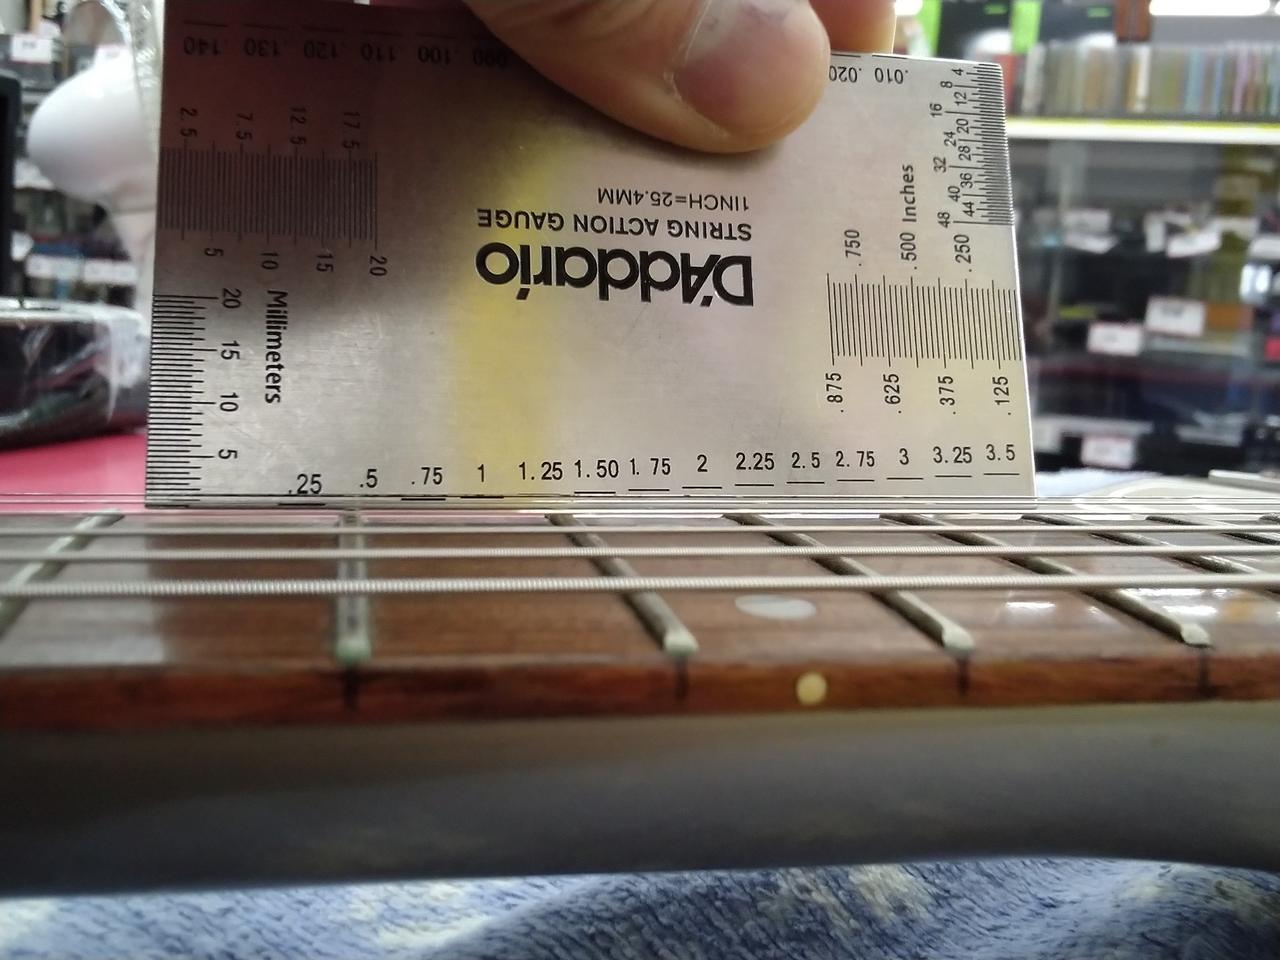 .140 .130 .120 .110 .100 .090
.020 .010
2.5 7.5 12.5 17.5
5 10 15 20
20 15 10 5
Millimeters
1INCH=25.4MM
STRING ACTION GAUGE
D'Addario
4 8 12 16 20 24 28 32 36 40 44 48
Inches
.750 .500 .250
.875 .625 .375 .125
.25 .5 .75 1 1.25 1.50 1.75 2 2.25 2.5 2.75 3 3.25 3.5